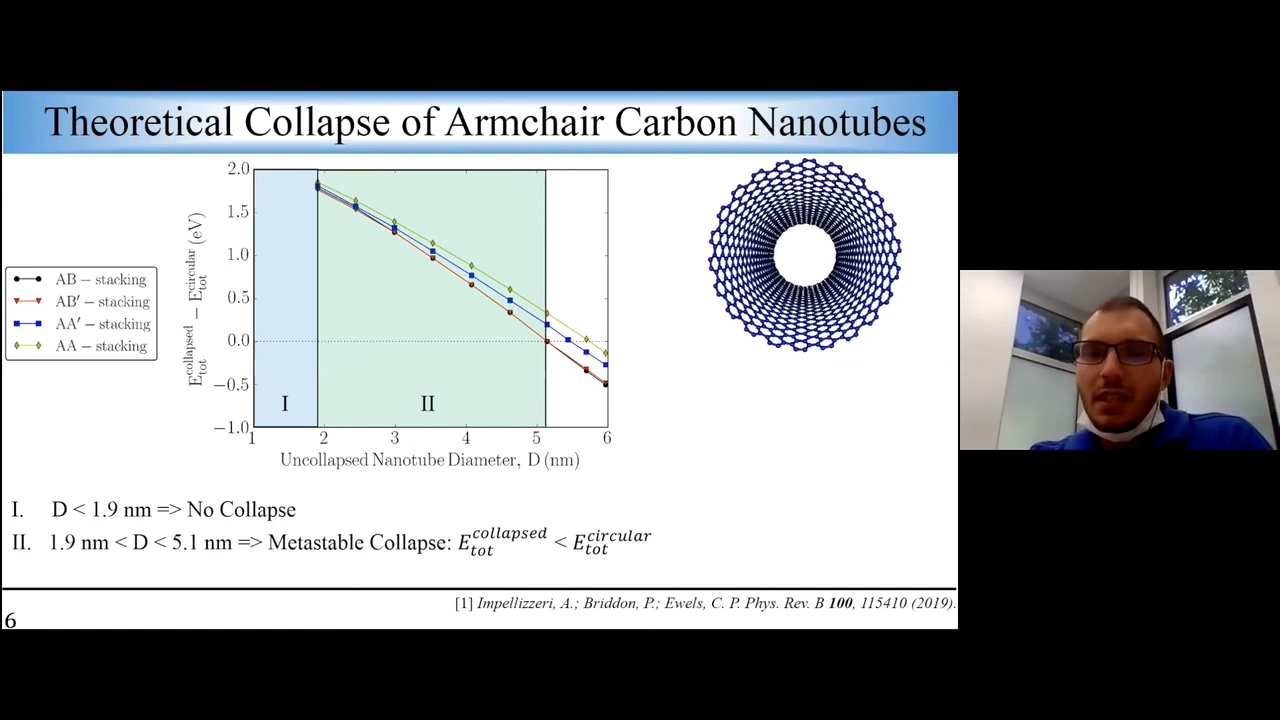 Theoretical Collapse of Armchair Carbon Nanotubes
2.0
1.5
1.0
0.5
0.0
−0.5
−1.0
E_tot^collapsed − E_tot^circular (eV)
AB − stacking
AB′ − stacking
AA′ − stacking
AA − stacking
I
II
1 2 3 4 5 6
Uncollapsed Nanotube Diameter, D (nm)
I. D < 1.9 nm => No Collapse
II. 1.9 nm < D < 5.1 nm => Metastable Collapse: E_tot^collapsed < E_tot^circular
[1] Impellizzeri, A.; Briddon, P.; Ewels, C. P. Phys. Rev. B 100, 115410 (2019).
6